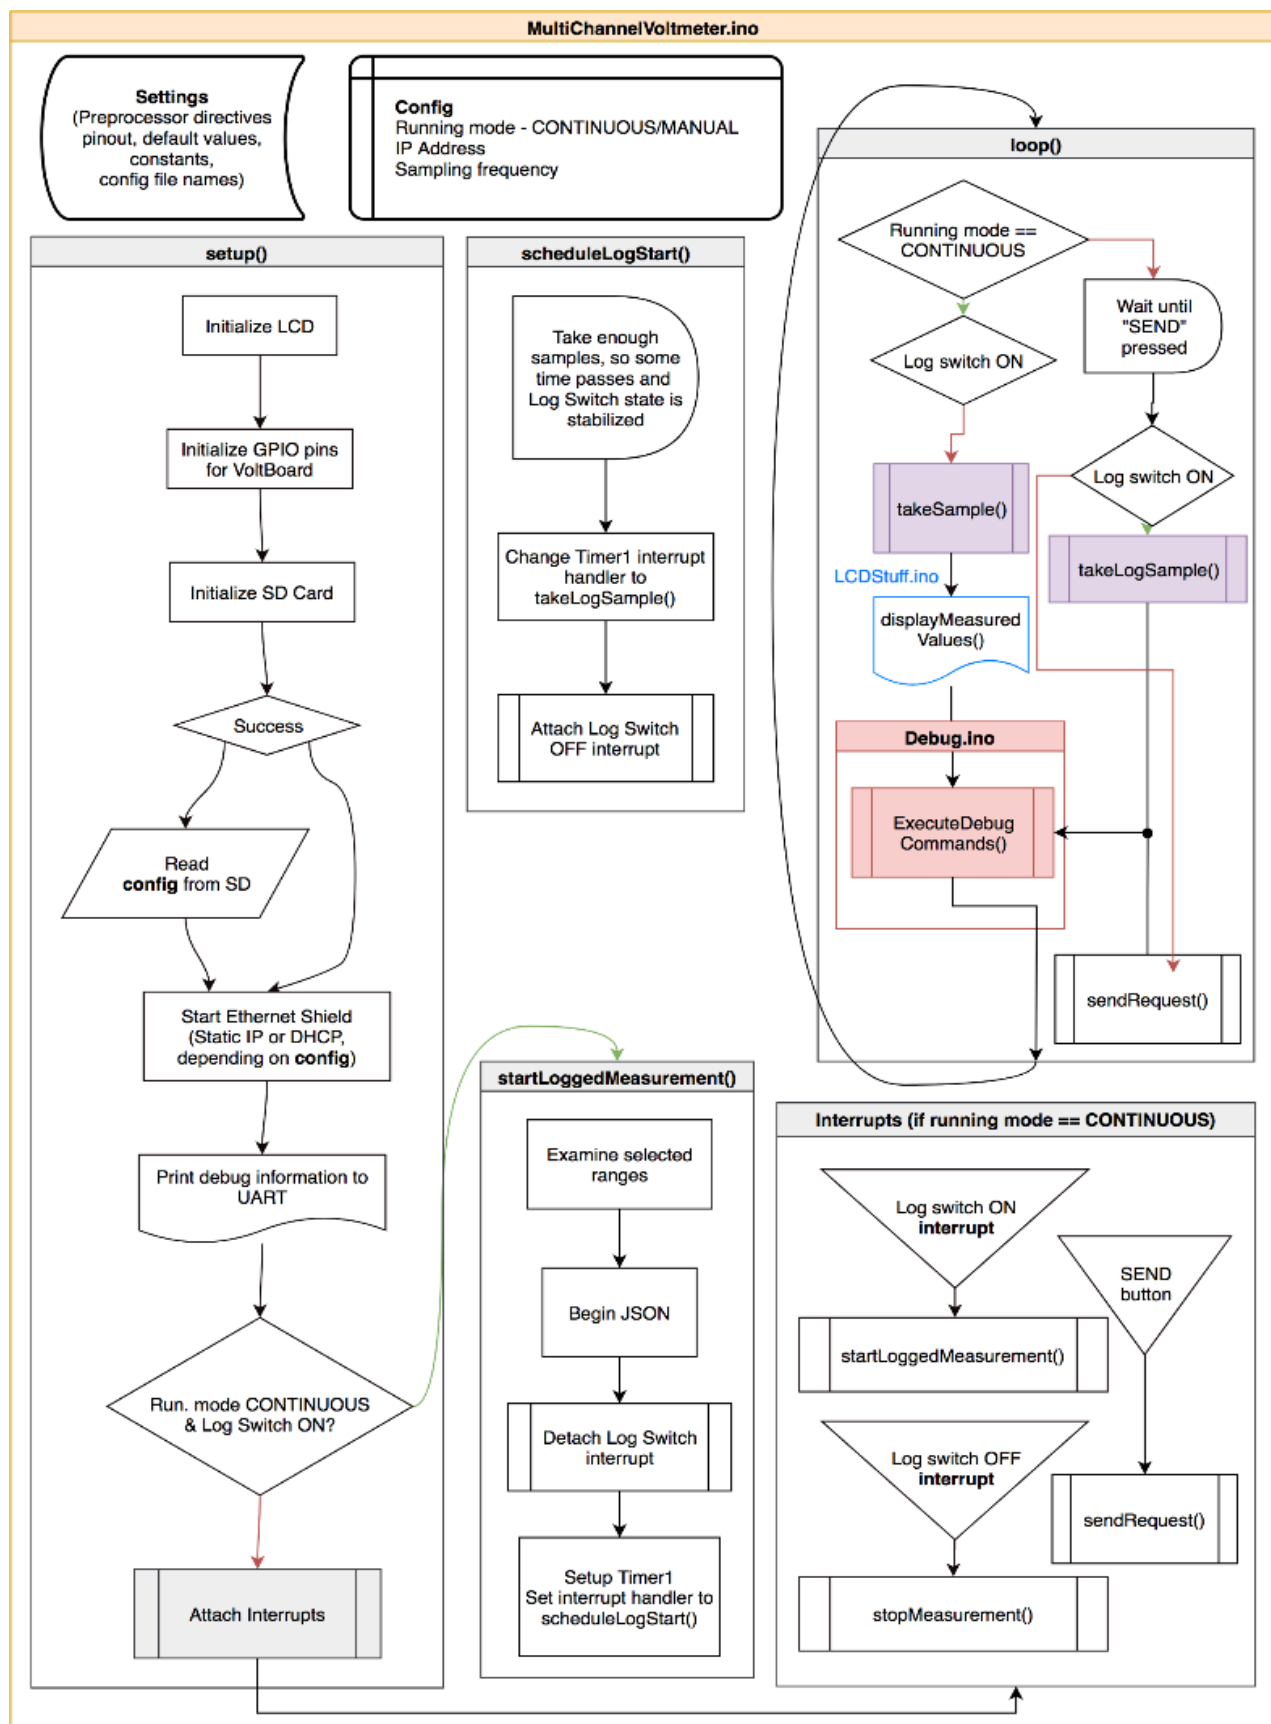 MultiChannelVoltmeter.ino
Settings
(Preprocessor directives
pinout, default values,
constants,
config file names)
Config
Running mode - CONTINUOUS/MANUAL
IP Address
Sampling frequency
setup()
Initialize LCD
Initialize GPIO pins
for VoltBoard
Initialize SD Card
Success
Read
config from SD
Start Ethernet Shield
(Static IP or DHCP,
depending on config)
Print debug information to
UART
Run. mode CONTINUOUS
& Log Switch ON?
Attach Interrupts
scheduleLogStart()
Take enough
samples, so some
time passes and
Log Switch state is
stabilized
Change Timer1 interrupt
handler to
takeLogSample()
Attach Log Switch
OFF interrupt
startLoggedMeasurement()
Examine selected
ranges
Begin JSON
Detach Log Switch
interrupt
Setup Timer1
Set interrupt handler to
scheduleLogStart()
loop()
Running mode ==
CONTINUOUS
Wait until
"SEND"
pressed
Log switch ON
Log switch ON
takeSample()
takeLogSample()
LCDStuff.ino
displayMeasured
Values()
Debug.ino
ExecuteDebug
Commands()
sendRequest()
Interrupts (if running mode == CONTINUOUS)
Log switch ON
interrupt
startLoggedMeasurement()
SEND
button
Log switch OFF
interrupt
sendRequest()
stopMeasurement()